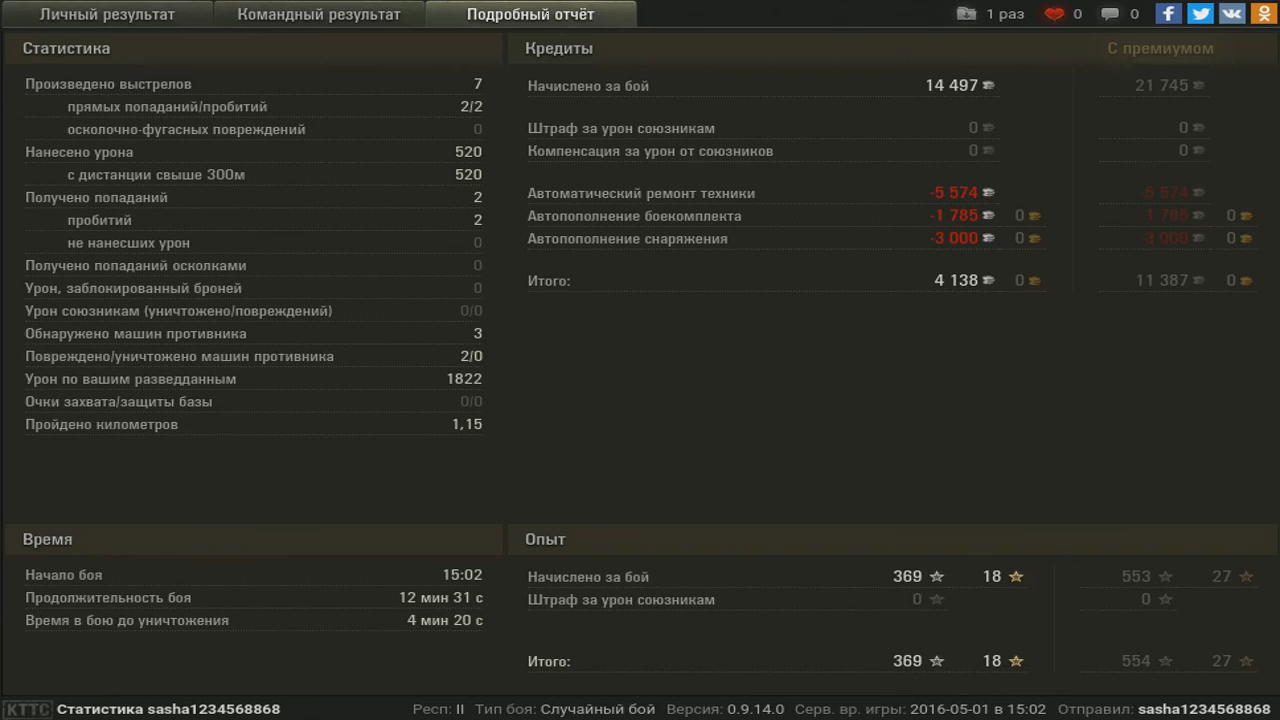 Личный результат Командный результат Подробный отчёт 1 раз 0 0
Статистика
Произведено выстрелов 7
прямых попаданий/пробитий 2/2
осколочно-фугасных повреждений 0
Нанесено урона 520
с дистанции свыше 300м 520
Получено попаданий 2
пробитий 2
не нанесших урон 0
Получено попаданий осколками 0
Урон, заблокированный броней 0
Урон союзникам (уничтожено/повреждений) 0/0
Обнаружено машин противника 3
Повреждено/уничтожено машин противника 2/0
Урон по вашим разведданным 1822
Очки захвата/защиты базы 0/0
Пройдено километров 1,15
Кредиты С премиумом
Начислено за бой 14 497 21 745
Штраф за урон союзникам 0 0
Компенсация за урон от союзников 0 0
Автоматический ремонт техники -5 574 -5 574
Автопополнение боекомплекта -1 785 0 -1 785 0
Автопополнение снаряжения -3 000 0 -3 000 0
Итого: 4 138 0 11 387 0
Время
Начало боя 15:02
Продолжительность боя 12 мин 31 с
Время в бою до уничтожения 4 мин 20 с
Опыт
Начислено за бой 369 18 553 27
Штраф за урон союзникам 0 0
Итого: 369 18 554 27
КТТС Статистика sasha1234568868 Респ: II Тип боя: Случайный бой Версия: 0.9.14.0 Серв. вр. игры: 2016-05-01 в 15:02 Отправил: sasha1234568868